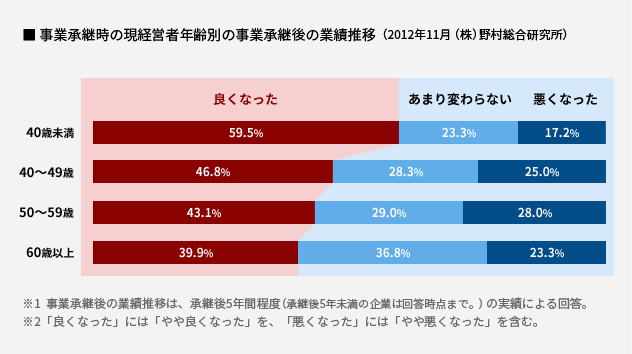 ■ 事業承継時の現経営者年齢別の事業承継後の業績推移（2012年11月（株）野村総合研究所）
良くなった あまり変わらない 悪くなった
40歳未満 59.5% 23.3% 17.2%
40〜49歳 46.8% 28.3% 25.0%
50〜59歳 43.1% 29.0% 28.0%
60歳以上 39.9% 36.8% 23.3%
※1 事業承継後の業績推移は、承継後5年間程度（承継後5年未満の企業は回答時点まで。）の実績による回答。
※2「良くなった」には「やや良くなった」を、「悪くなった」には「やや悪くなった」を含む。